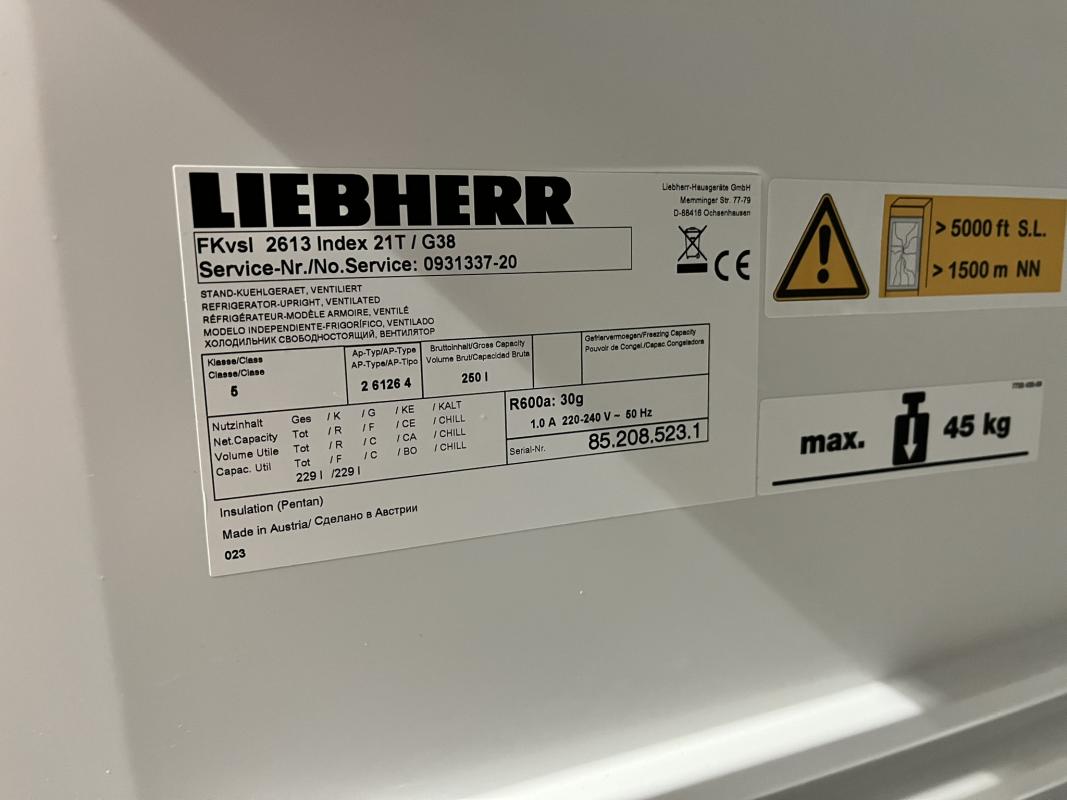 LIEBHERR
Liebherr-Hausgeräte GmbH
Memminger Str. 77-79
D-88416 Ochsenhausen
FKvsl 2613 Index 21T / G38
Service-Nr./No.Service: 0931337-20
CE
STAND-KUEHLGERAET, VENTILIERT
REFRIGERATOR-UPRIGHT, VENTILATED
RÉFRIGÉRATEUR-MODÈLE ARMOIRE, VENTILÉ
MODELO INDEPENDIENTE-FRIGORÍFICO, VENTILADO
ХОЛОДИЛЬНИК СВОБОДНОСТОЯЩИЙ, ВЕНТИЛЯТОР
Klasse/Class
Classe/Clase
5
Ap-Typ/AP-Type
AP-Type/AP-Tipo
2 6126 4
Bruttoinhalt/Gross Capacity
Volume Brut/Capacidad Bruta
250 l
Gefriervermoegen/Freezing Capacity
Pouvoir de Congel./Capac.Congeladora
Nutzinhalt Ges / K / G / KE / KALT
Net.Capacity Tot / R / F / CE / CHILL
Volume Utile Tot / R / C / CA / CHILL
Capac. Util Tot / F / C / BO / CHILL
229 l /229 l
R600a: 30g
1.0 A 220-240 V ~ 50 Hz
Serial-Nr. 85.208.523.1
Insulation (Pentan)
Made in Austria/ Сделано в Австрии
023
> 5000 ft S.L.
> 1500 m NN
max. 45 kg